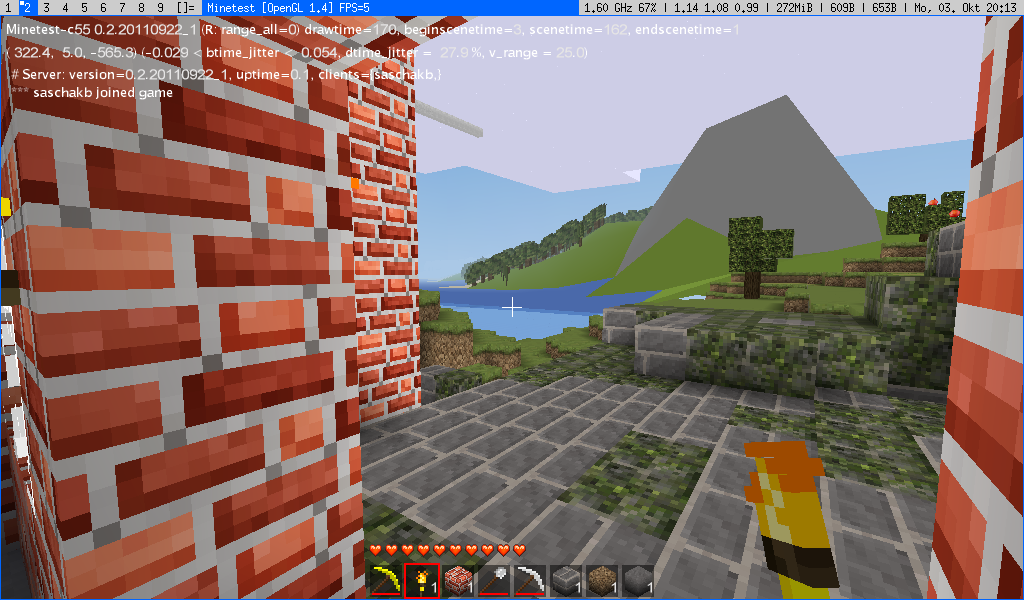 1 2 3 4 5 6 7 8 9 []= Minetest [OpenGL 1.4] FPS=5 1.60 GHz 67% | 1.14 1.08 0.99 | 272MiB | 609B | 653B | Mo, 03. Okt 20:13
Minetest-c55 0.2.20110922_1 (R: range_all=0) drawtime=170, beginscenetime=3, scenetime=162, endscenetime=1
( 322.4, 5.0, -565.3) (-0.029 < btime_jitter < 0.054, dtime_jitter = 27.9 %, v_range = 25.0)
# Server: version=0.2.20110922_1, uptime=0.1, clients={saschakb,}
*** saschakb joined game
1 1 1 1 1